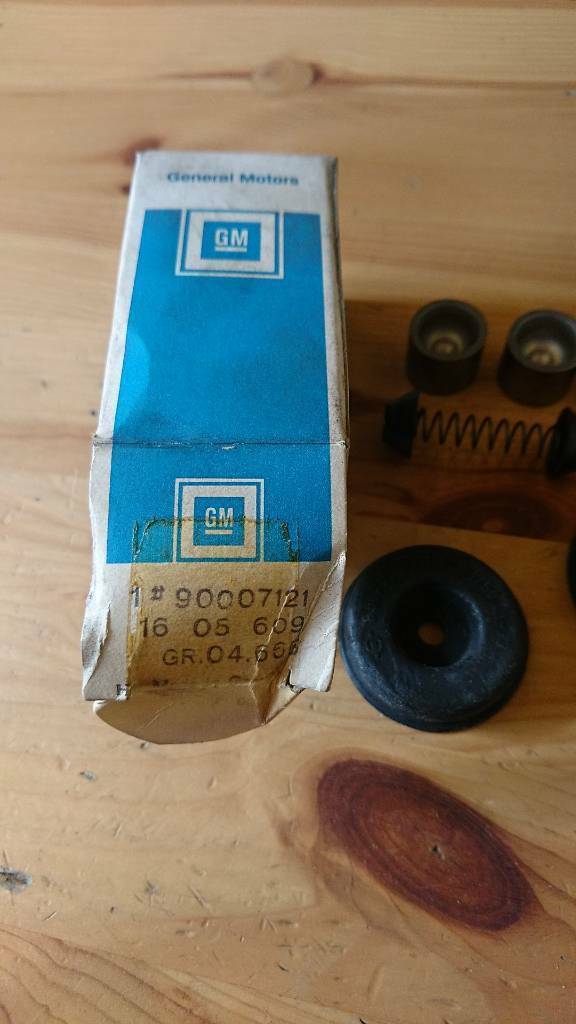 General Motors
GM
GM
1 # 90007121
16 05 609
GR.04.666